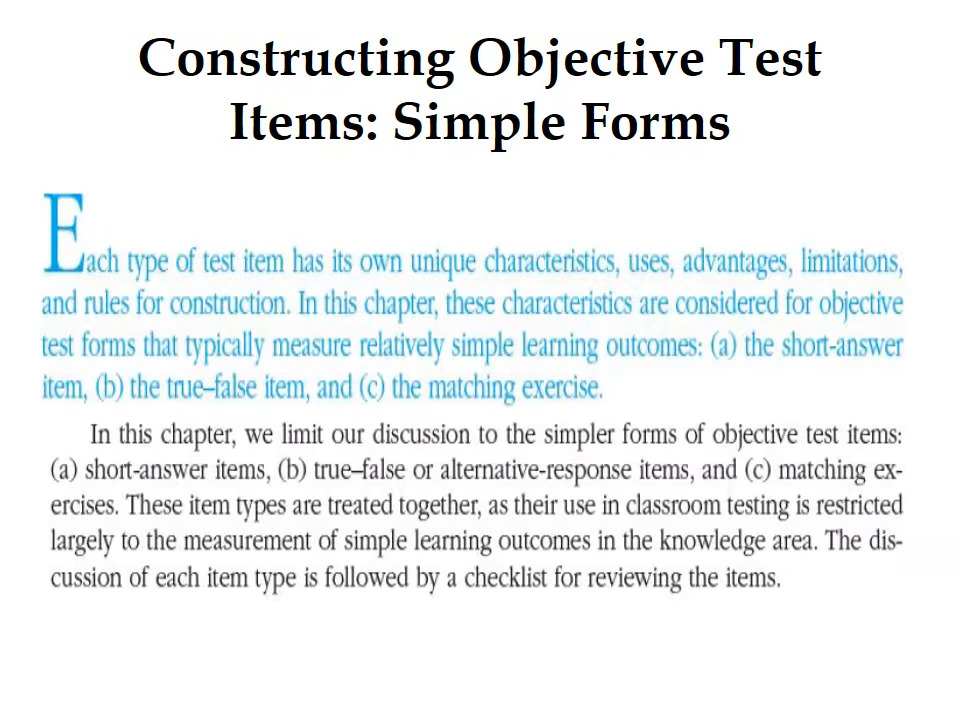 Constructing Objective Test
Items: Simple Forms
Each type of test item has its own unique characteristics, uses, advantages, limitations,
and rules for construction. In this chapter, these characteristics are considered for objective
test forms that typically measure relatively simple learning outcomes: (a) the short-answer
item, (b) the true–false item, and (c) the matching exercise.
In this chapter, we limit our discussion to the simpler forms of objective test items:
(a) short-answer items, (b) true–false or alternative-response items, and (c) matching ex-
ercises. These item types are treated together, as their use in classroom testing is restricted
largely to the measurement of simple learning outcomes in the knowledge area. The dis-
cussion of each item type is followed by a checklist for reviewing the items.